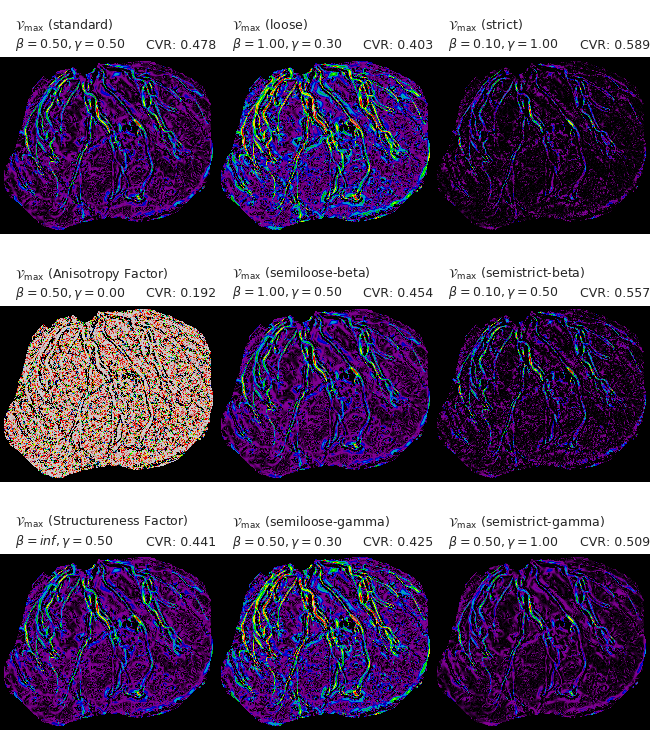 𝒱max (standard)
β = 0.50, γ = 0.50 CVR: 0.478
𝒱max (loose)
β = 1.00, γ = 0.30 CVR: 0.403
𝒱max (strict)
β = 0.10, γ = 1.00 CVR: 0.589
𝒱max (Anisotropy Factor)
β = 0.50, γ = 0.00 CVR: 0.192
𝒱max (semiloose-beta)
β = 1.00, γ = 0.50 CVR: 0.454
𝒱max (semistrict-beta)
β = 0.10, γ = 0.50 CVR: 0.557
𝒱max (Structureness Factor)
β = inf, γ = 0.50 CVR: 0.441
𝒱max (semiloose-gamma)
β = 0.50, γ = 0.30 CVR: 0.425
𝒱max (semistrict-gamma)
β = 0.50, γ = 1.00 CVR: 0.509